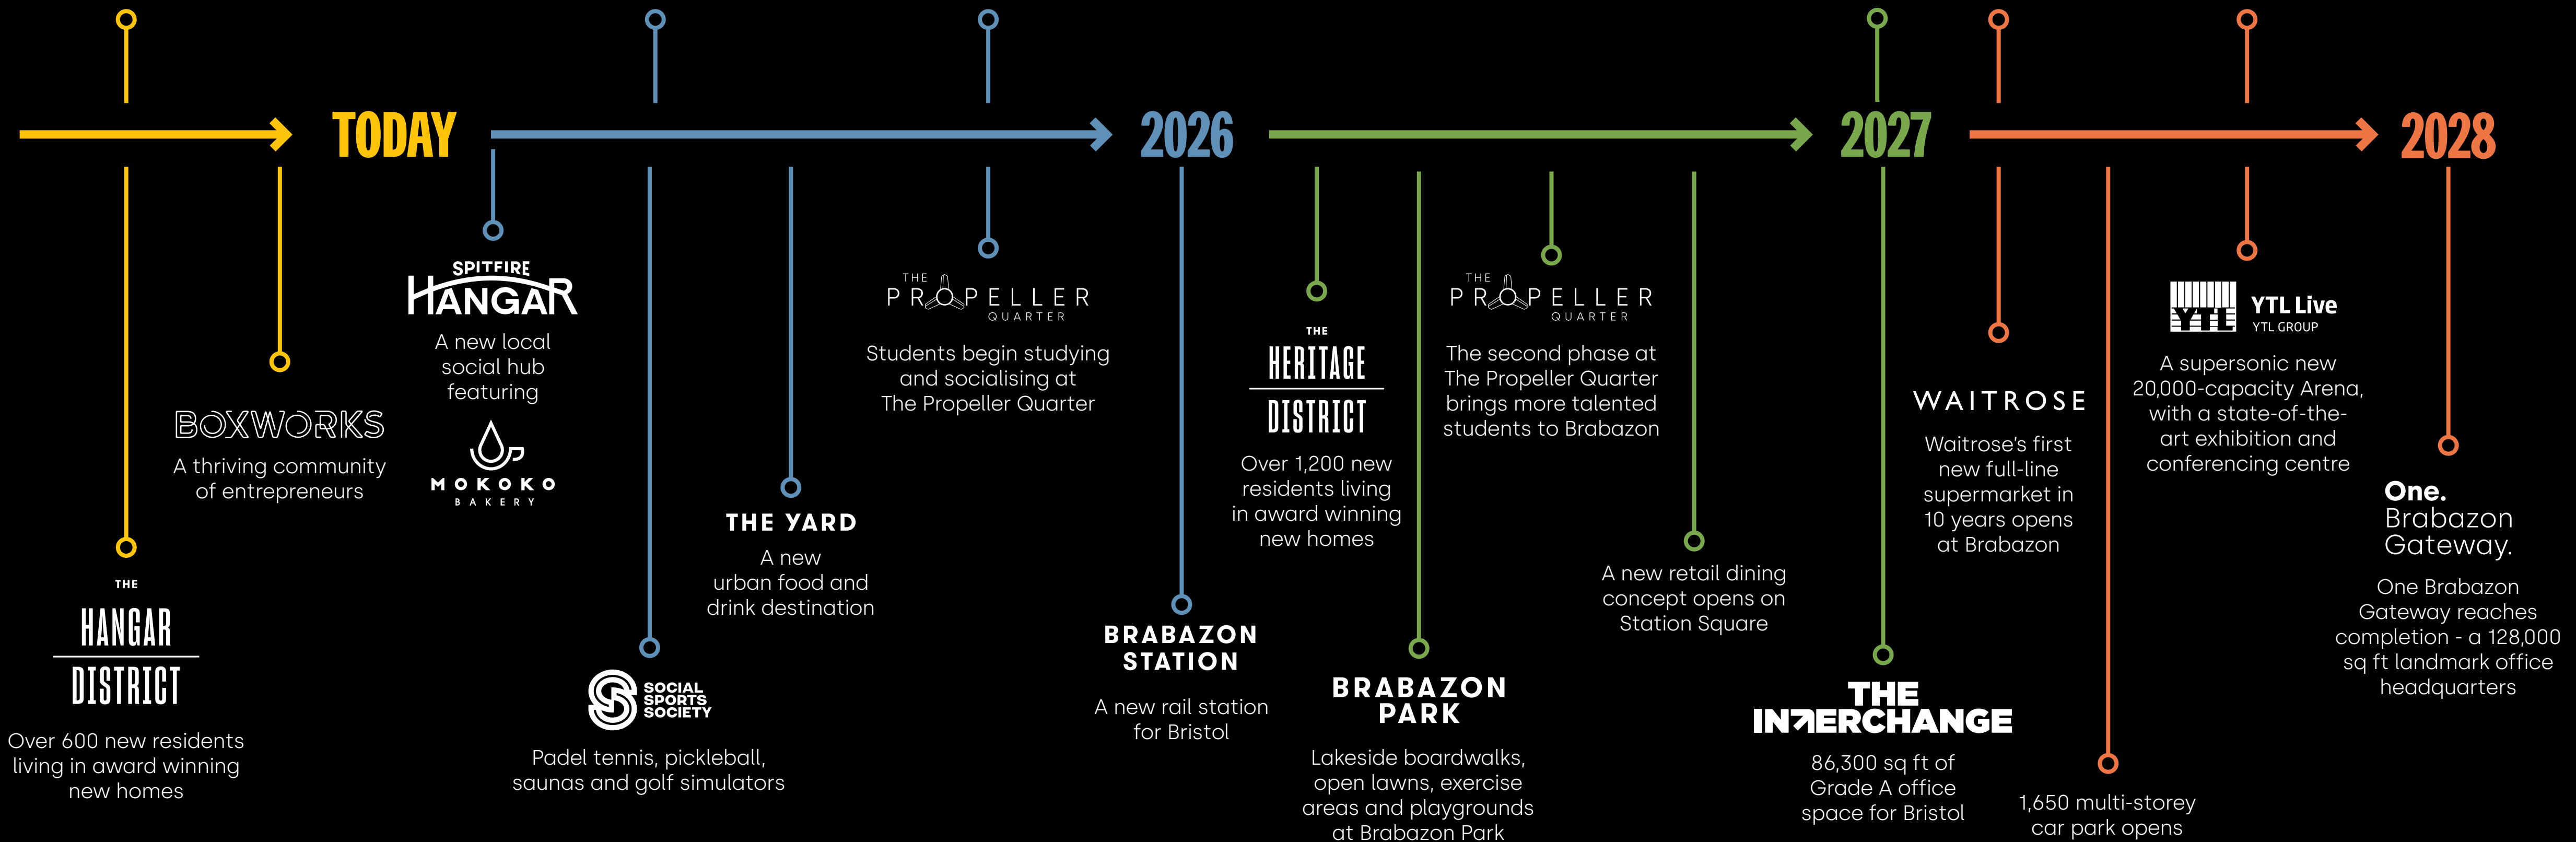 TODAY
2026
2027
2028
THE
HANGAR
DISTRICT
Over 600 new residents
living in award winning
new homes
BOXWORKS
A thriving community
of entrepreneurs
SPITFIRE
HANGAR
A new local
social hub
featuring
MOKOKO
BAKERY
SOCIAL
SPORTS
SOCIETY
Padel tennis, pickleball,
saunas and golf simulators
THE YARD
A new
urban food and
drink destination
THE
PROPELLER
QUARTER
Students begin studying
and socialising at
The Propeller Quarter
BRABAZON
STATION
A new rail station
for Bristol
THE
HERITAGE
DISTRICT
Over 1,200 new
residents living
in award winning
new homes
BRABAZON
PARK
Lakeside boardwalks,
open lawns, exercise
areas and playgrounds
at Brabazon Park
THE
PROPELLER
QUARTER
The second phase at
The Propeller Quarter
brings more talented
students to Brabazon
A new retail dining
concept opens on
Station Square
THE
INTERCHANGE
86,300 sq ft of
Grade A office
space for Bristol
WAITROSE
Waitrose's first
new full-line
supermarket in
10 years opens
at Brabazon
1,650 multi-storey
car park opens
YTL
YTL Live
YTL GROUP
A supersonic new
20,000-capacity Arena,
with a state-of-the-
art exhibition and
conferencing centre
One.
Brabazon
Gateway.
One Brabazon
Gateway reaches
completion - a 128,000
sq ft landmark office
headquarters